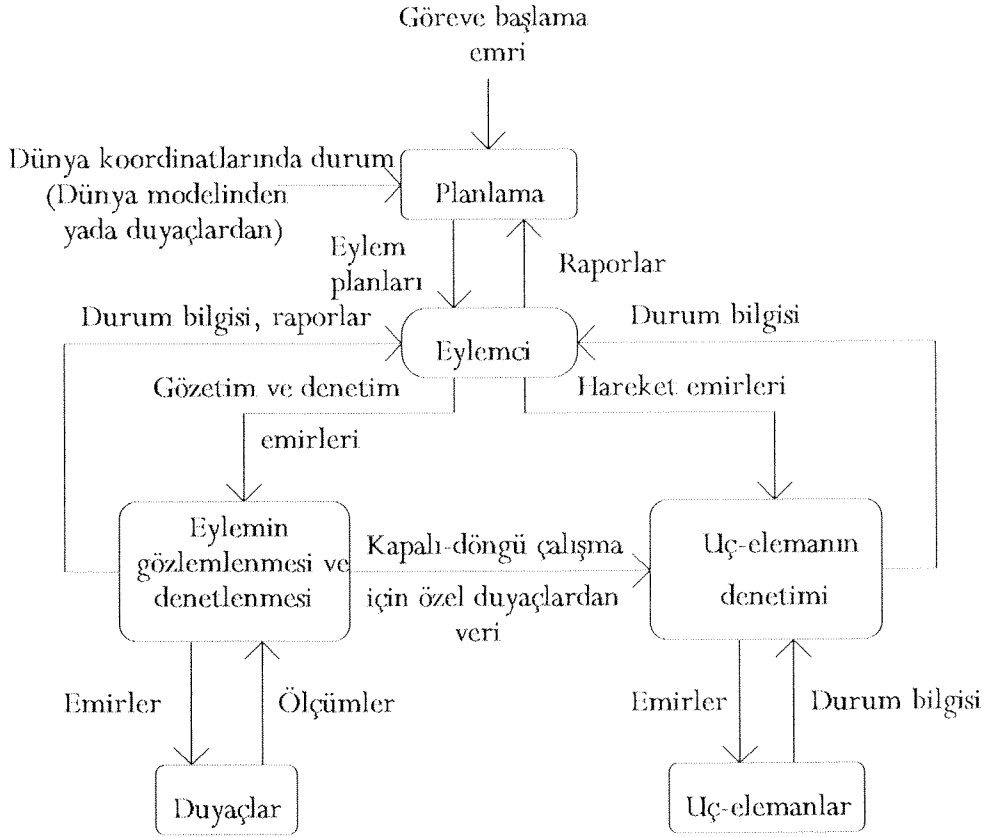 Göreve başlama
emri
Dünya koordinatlarında durum
(Dünya modelinden
yada duyaçlardan)
Planlama
Eylem
planları
Raporlar
Durum bilgisi, raporlar
Durum bilgisi
Eylemci
Gözetim ve denetim
emirleri
Hareket emirleri
Eylemin
gözlemlenmesi ve
denetlenmesi
Kapalı-döngü çalışma
için özel duyaçlardan
veri
Uç-elemanın
denetimi
Emirler
Ölçümler
Emirler
Durum bilgisi
Duyaçlar
Uç-elemanlar